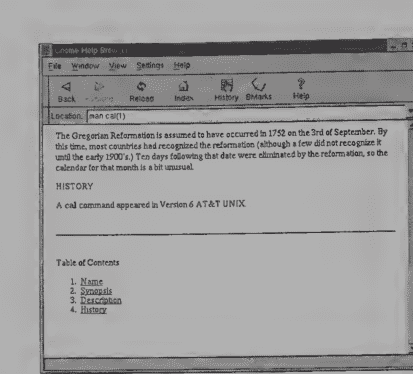 Gnome Help Browser
File Window View Settings Help
Back Reload Index History BMarks Help
Location: man cal(1)
The Gregorian Reformation is assumed to have occurred in 1752 on the 3rd of September. By
this time, most countries had recognized the reformation (although a few did not recognize it
until the early 1900's.) Ten days following that date were eliminated by the reformation, so the
calendar for that month is a bit unusual.
HISTORY
A cal command appeared in Version 6 AT&T UNIX.
Table of Contents
1. Name
2. Synopsis
3. Description
4. History